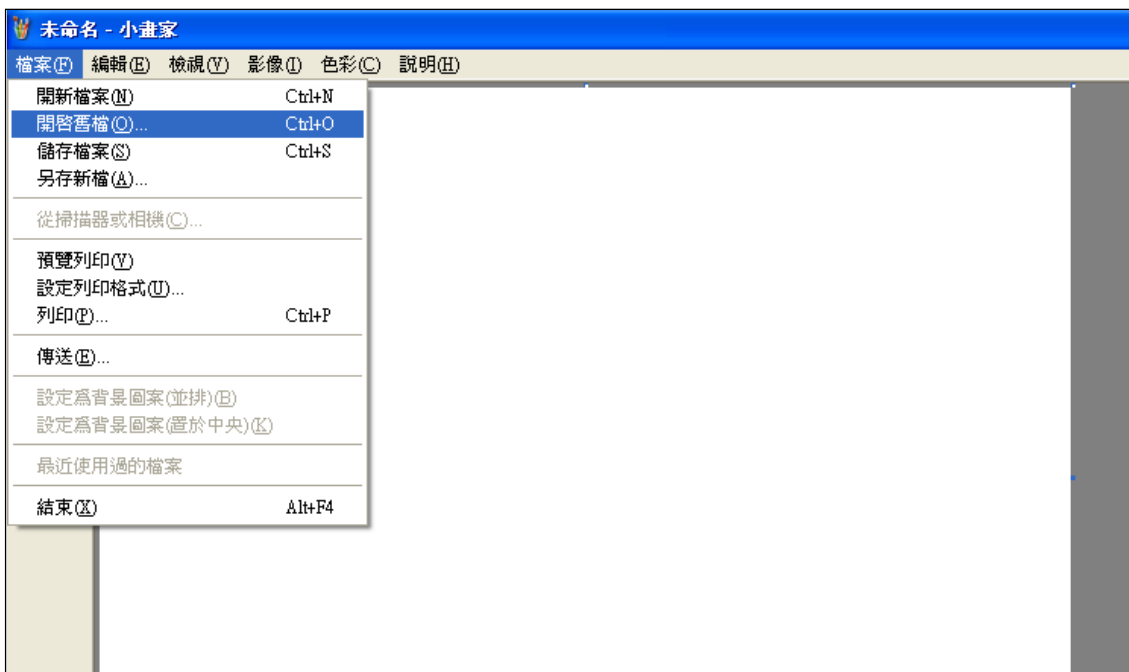 未命名 - 小畫家
檔案(F) 編輯(E) 檢視(V) 影像(I) 色彩(C) 說明(H)
開新檔案(N) Ctrl+N
開啓舊檔(O)... Ctrl+O
儲存檔案(S) Ctrl+S
另存新檔(A)...
從掃描器或相機(C)...
預覽列印(V)
設定列印格式(U)...
列印(P)... Ctrl+P
傳送(E)...
設定爲背景圖案(並排)(B)
設定爲背景圖案(置於中央)(K)
最近使用過的檔案
結束(X) Alt+F4